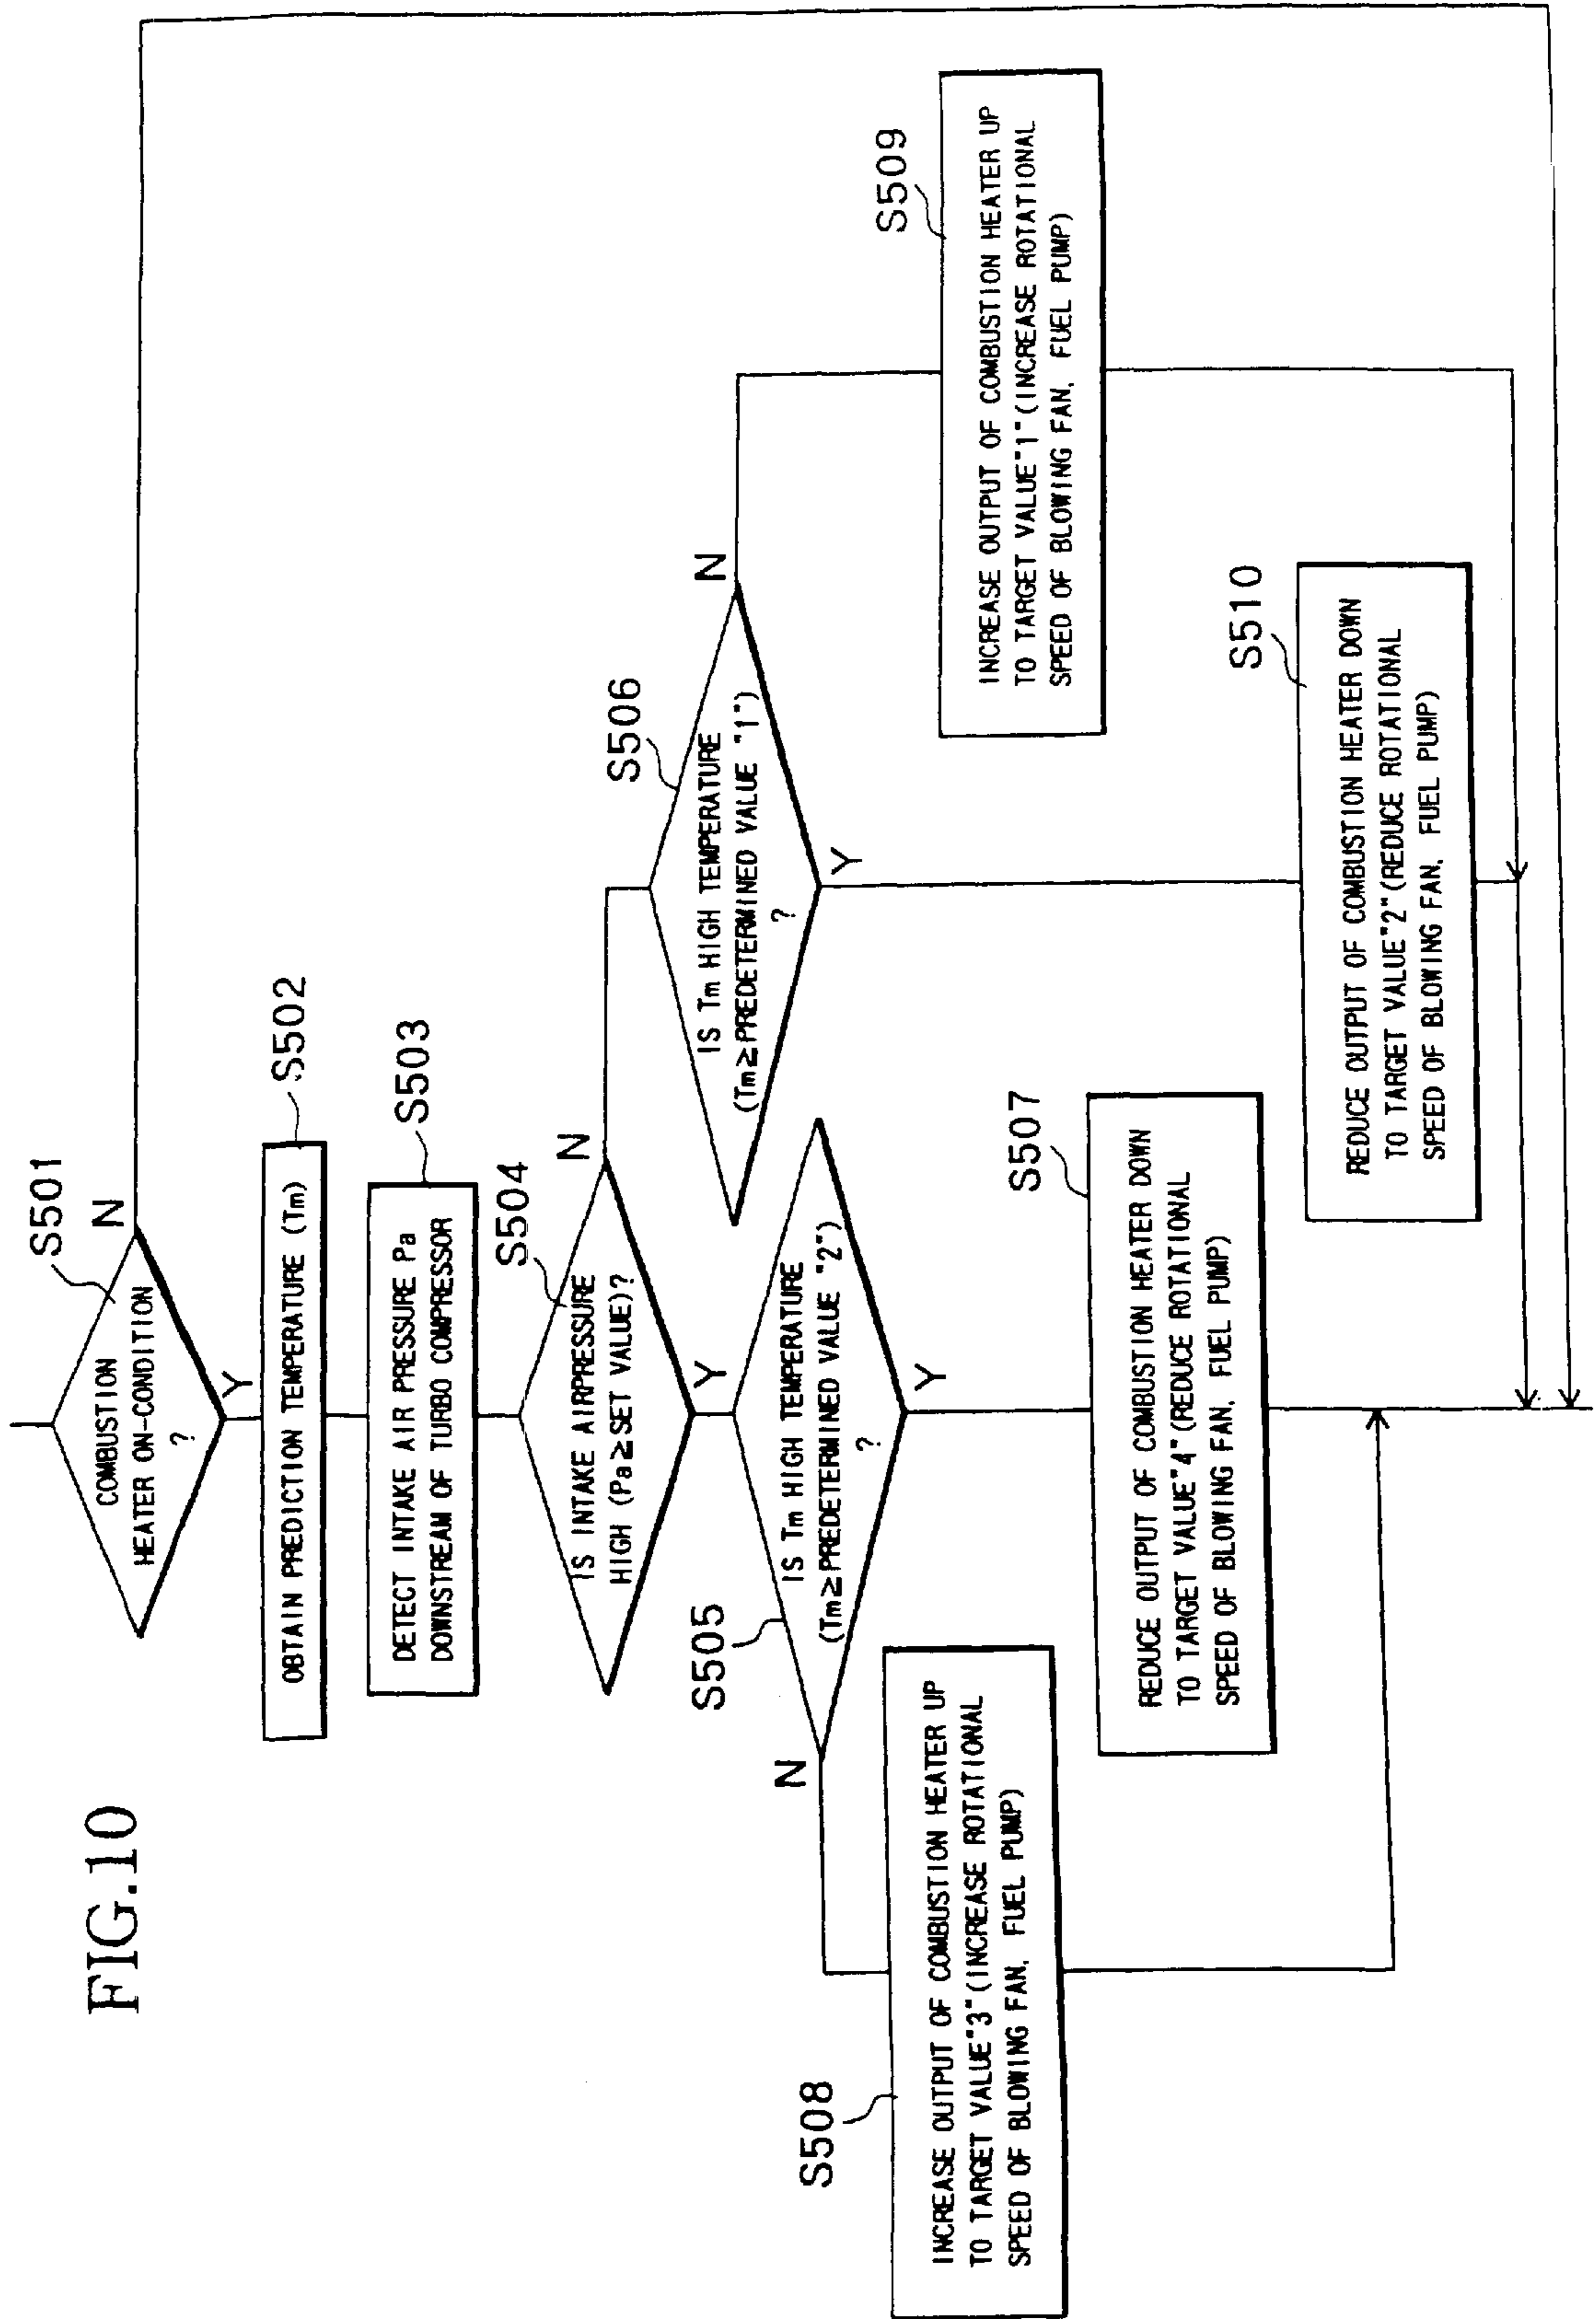 FIG.10
S501
COMBUSTION
HEATER ON-CONDITION
?
N
Y
S502
OBTAIN PREDICTION TEMPERATURE (Tm)
S503
DETECT INTAKE AIR PRESSURE Pa
DOWNSTREAM OF TURBO COMPRESSOR
S504
IS INTAKE AIRPRESSURE
HIGH (Pa≥SET VALUE)?
N
Y
S505
IS Tm HIGH TEMPERATURE
(Tm≥PREDETERMINED VALUE "2")
?
N
Y
S506
IS Tm HIGH TEMPERATURE
(Tm≥PREDETERMINED VALUE "1")
?
N
Y
S508
INCREASE OUTPUT OF COMBUSTION HEATER UP
TO TARGET VALUE"3"(INCREASE ROTATIONAL
SPEED OF BLOWING FAN, FUEL PUMP)
S507
REDUCE OUTPUT OF COMBUSTION HEATER DOWN
TO TARGET VALUE"4"(REDUCE ROTATIONAL
SPEED OF BLOWING FAN, FUEL PUMP)
S509
INCREASE OUTPUT OF COMBUSTION HEATER UP
TO TARGET VALUE"1"(INCREASE ROTATIONAL
SPEED OF BLOWING FAN, FUEL PUMP)
S510
REDUCE OUTPUT OF COMBUSTION HEATER DOWN
TO TARGET VALUE"2"(REDUCE ROTATIONAL
SPEED OF BLOWING FAN, FUEL PUMP)